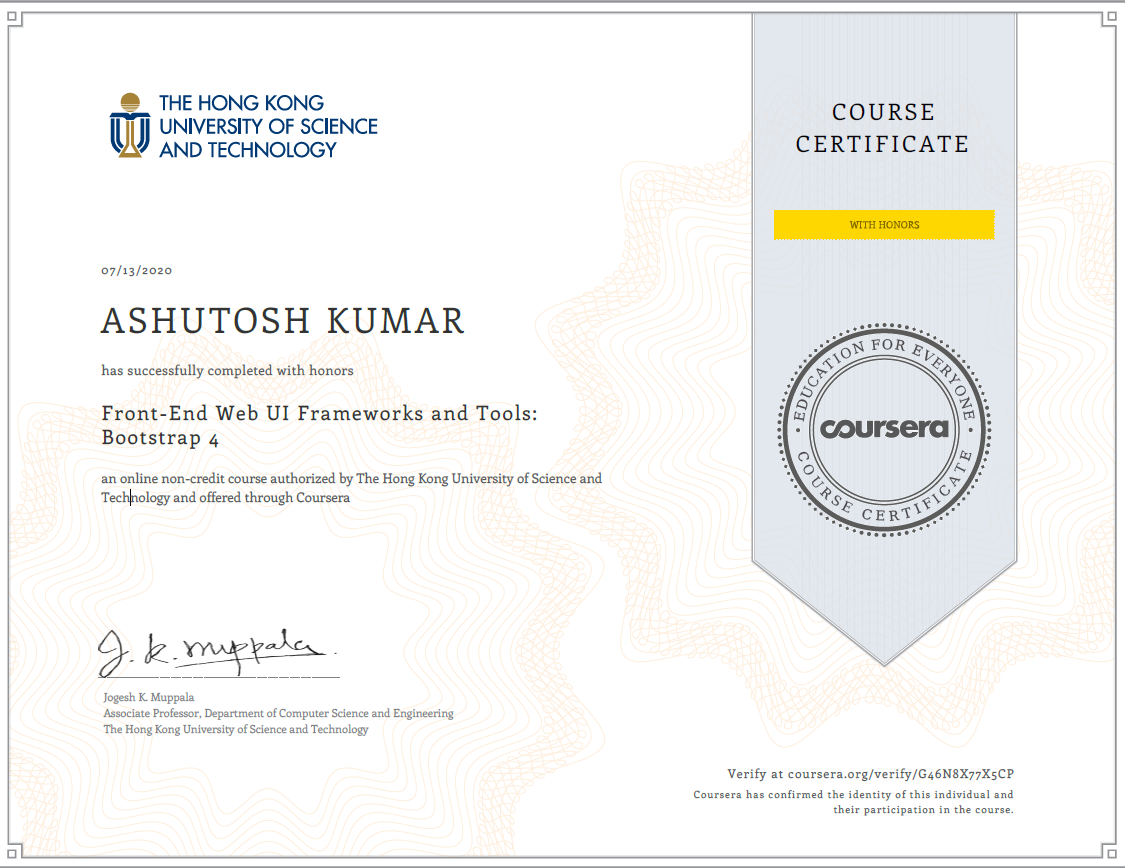 THE HONG KONG
UNIVERSITY OF SCIENCE
AND TECHNOLOGY
COURSE
CERTIFICATE
WITH HONORS
07/13/2020
ASHUTOSH KUMAR
has successfully completed with honors
Front-End Web UI Frameworks and Tools:
Bootstrap 4
an online non-credit course authorized by The Hong Kong University of Science and
Technology and offered through Coursera
EDUCATION FOR EVERYONE
coursera
COURSE CERTIFICATE
J. K. Muppala
Jogesh K. Muppala
Associate Professor, Department of Computer Science and Engineering
The Hong Kong University of Science and Technology
Verify at coursera.org/verify/G46N8X77X5CP
Coursera has confirmed the identity of this individual and
their participation in the course.